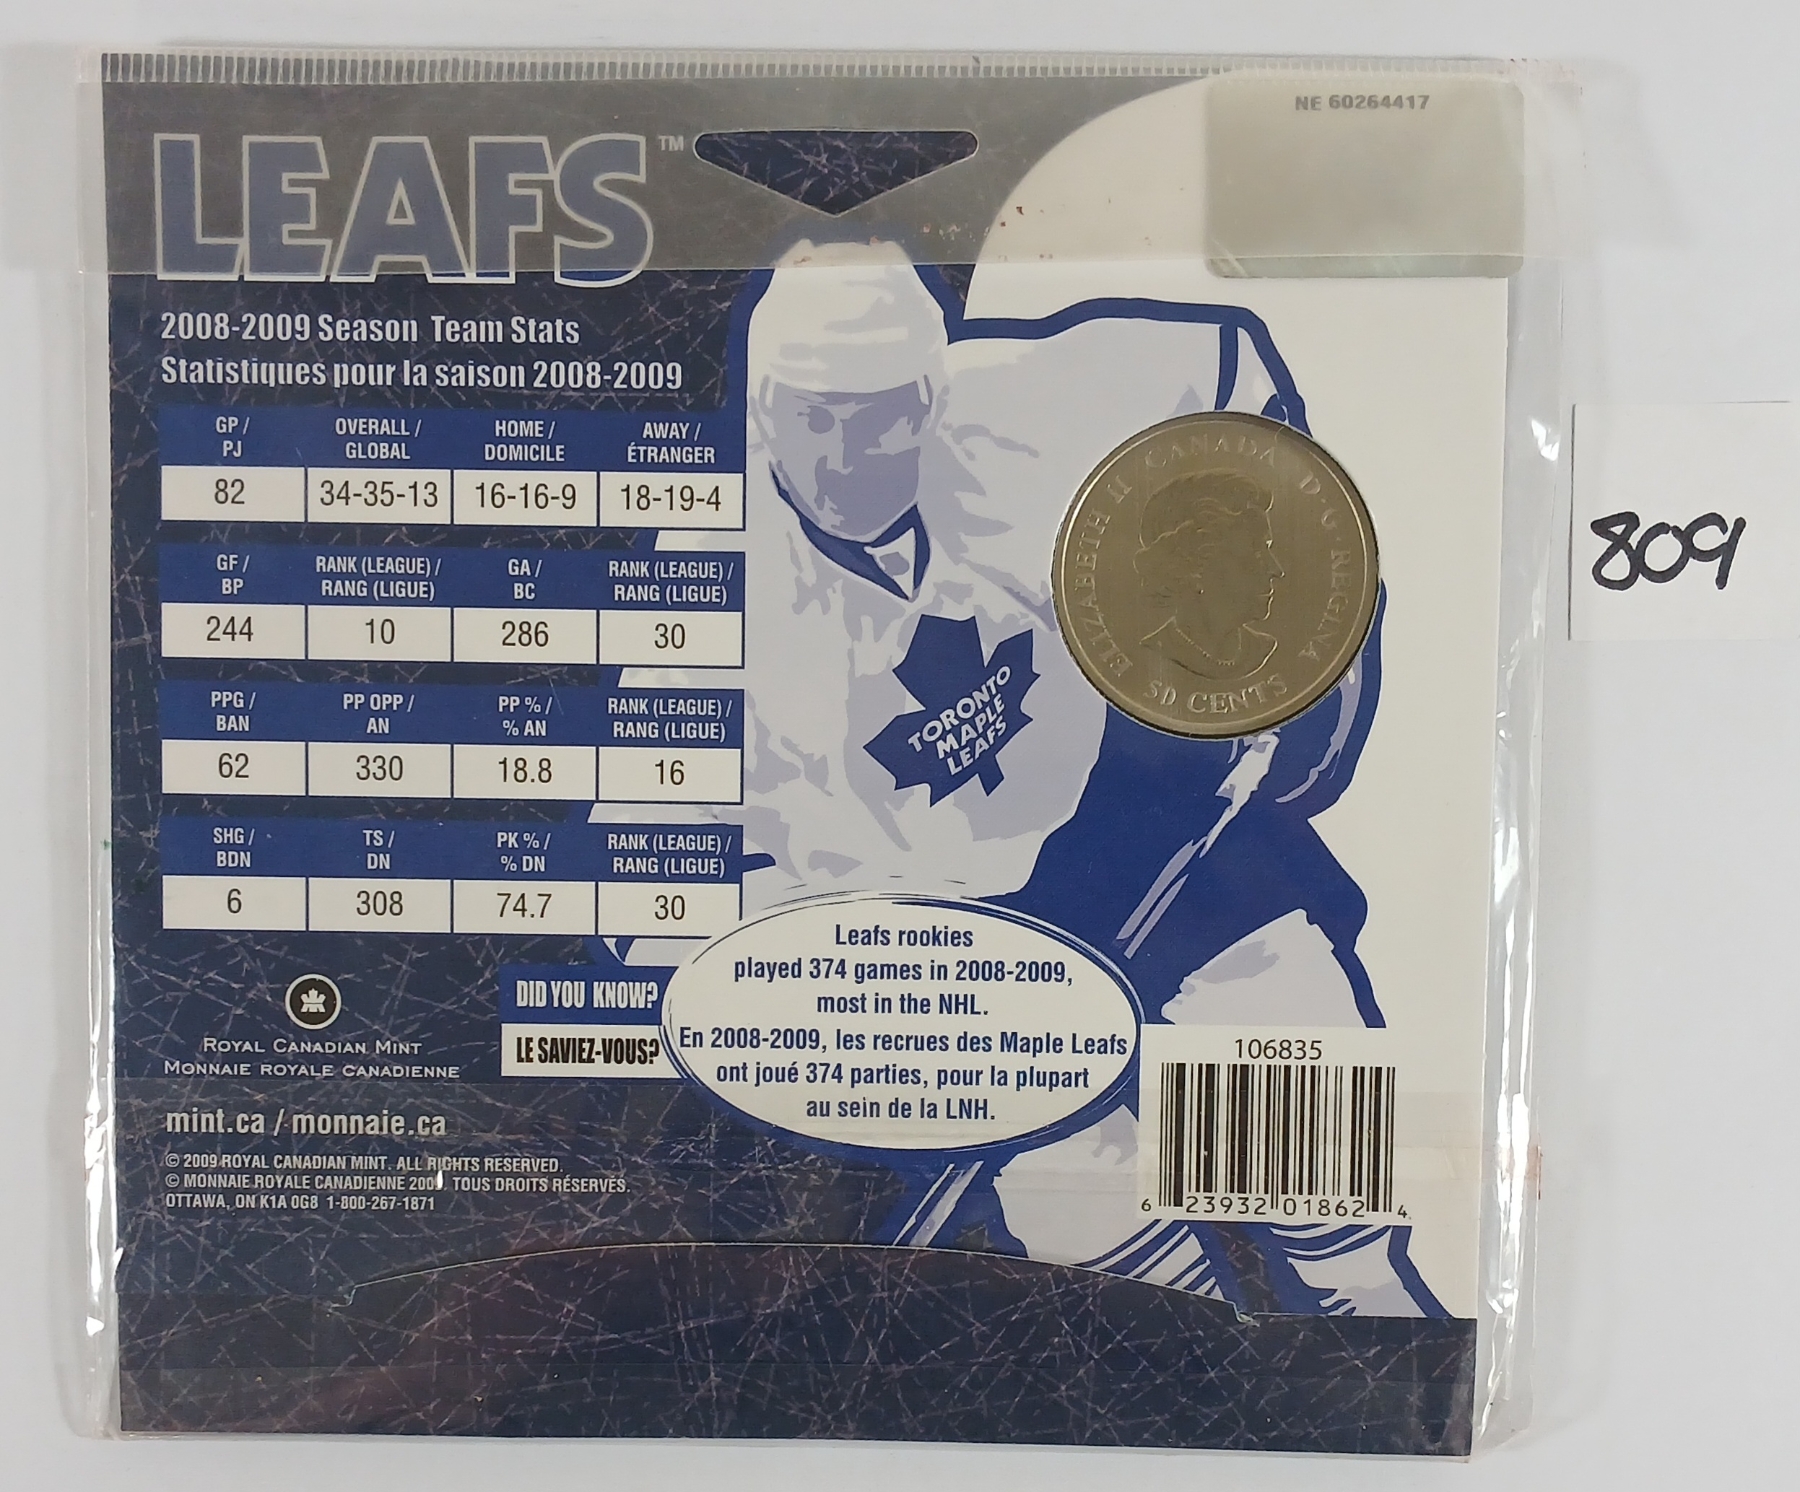 NE 60264417
LEAFS™
2008-2009 Season Team Stats
Statistiques pour la saison 2008-2009
GP / PJ OVERALL / GLOBAL HOME / DOMICILE AWAY / ÉTRANGER
82 34-35-13 16-16-9 18-19-4
GF / BP RANK (LEAGUE) / RANG (LIGUE) GA / BC RANK (LEAGUE) / RANG (LIGUE)
244 10 286 30
PPG / BAN PP OPP / AN PP % / % AN RANK (LEAGUE) / RANG (LIGUE)
62 330 18.8 16
SHG / BDN TS / DN PK % / % DN RANK (LEAGUE) / RANG (LIGUE)
6 308 74.7 30
ELIZABETH II CANADA D·G·REGINA
50 CENTS
TORONTO
MAPLE
LEAFS
809
DID YOU KNOW?
LE SAVIEZ-VOUS?
Leafs rookies
played 374 games in 2008-2009,
most in the NHL.
En 2008-2009, les recrues des Maple Leafs
ont joué 374 parties, pour la plupart
au sein de la LNH.
ROYAL CANADIAN MINT
MONNAIE ROYALE CANADIENNE
mint.ca / monnaie.ca
© 2009 ROYAL CANADIAN MINT. ALL RIGHTS RESERVED.
© MONNAIE ROYALE CANADIENNE 2009. TOUS DROITS RÉSERVÉS.
OTTAWA, ON K1A 0G8 1-800-267-1871
106835
6 23932 01862 4